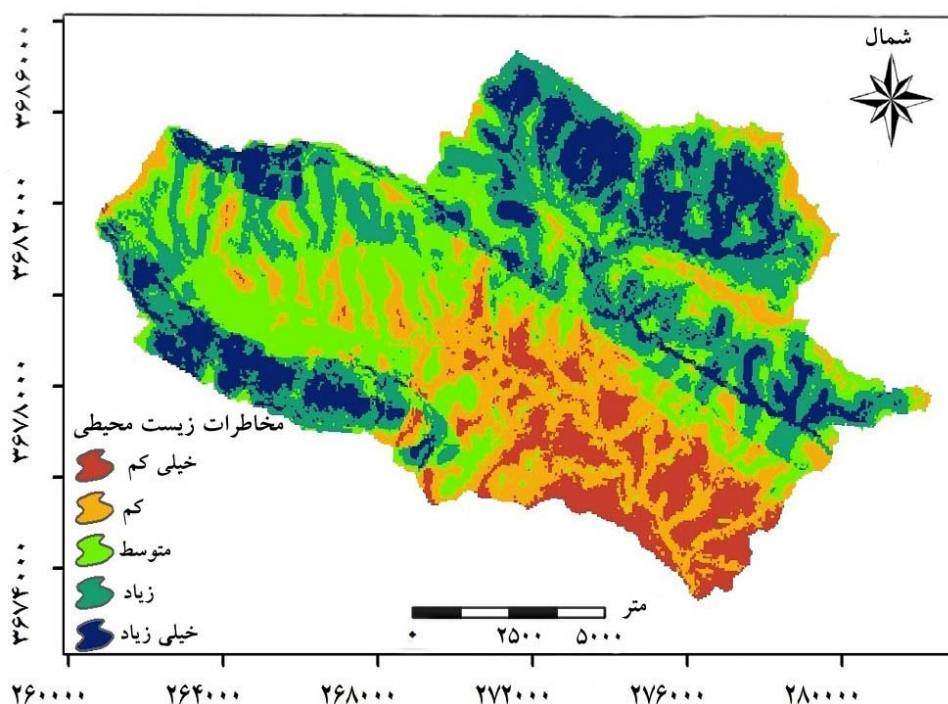 شمال
۳۶۸۶۰۰۰
۳۶۸۲۰۰۰
۳۶۷۸۰۰۰
۳۶۷۴۰۰۰
مخاطرات زیست محیطی
خیلی کم
کم
متوسط
زیاد
خیلی زیاد
متر
۰ ۲۵۰۰ ۵۰۰۰
۲۶۰۰۰۰ ۲۶۴۰۰۰ ۲۶۸۰۰۰ ۲۷۲۰۰۰ ۲۷۶۰۰۰ ۲۸۰۰۰۰